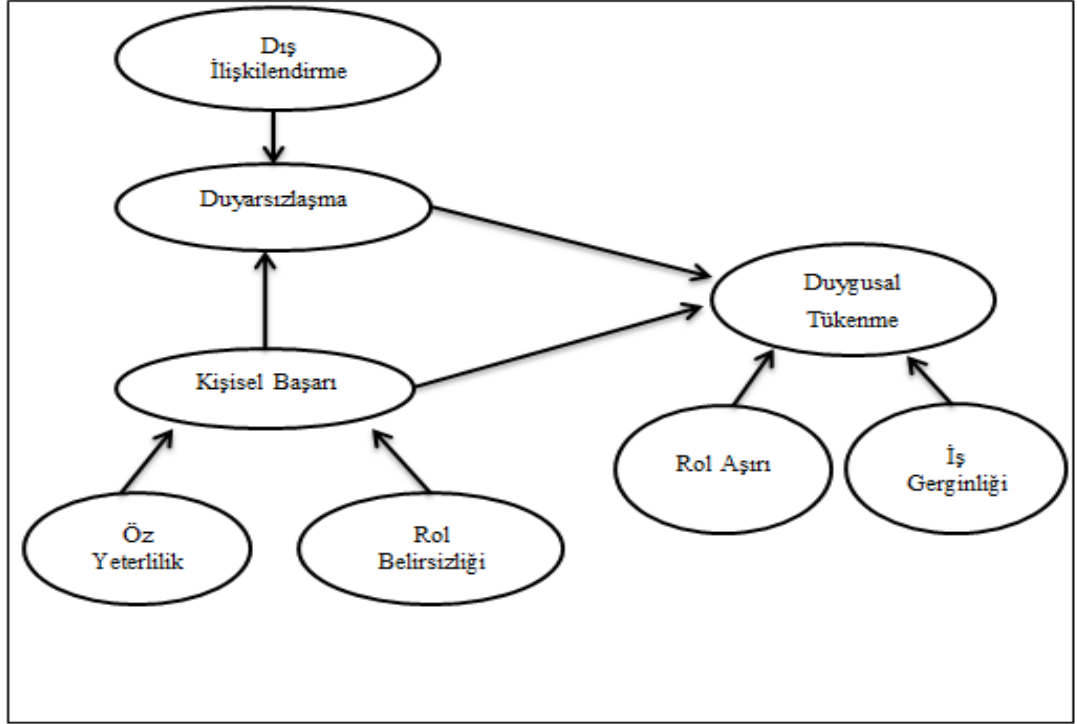 Dış
İlişkilendirme
Duyarsızlaşma
Duygusal
Tükenme
Kişisel Başarı
Rol Aşırı
İş
Gerginliği
Öz
Yeterlilik
Rol
Belirsizliği